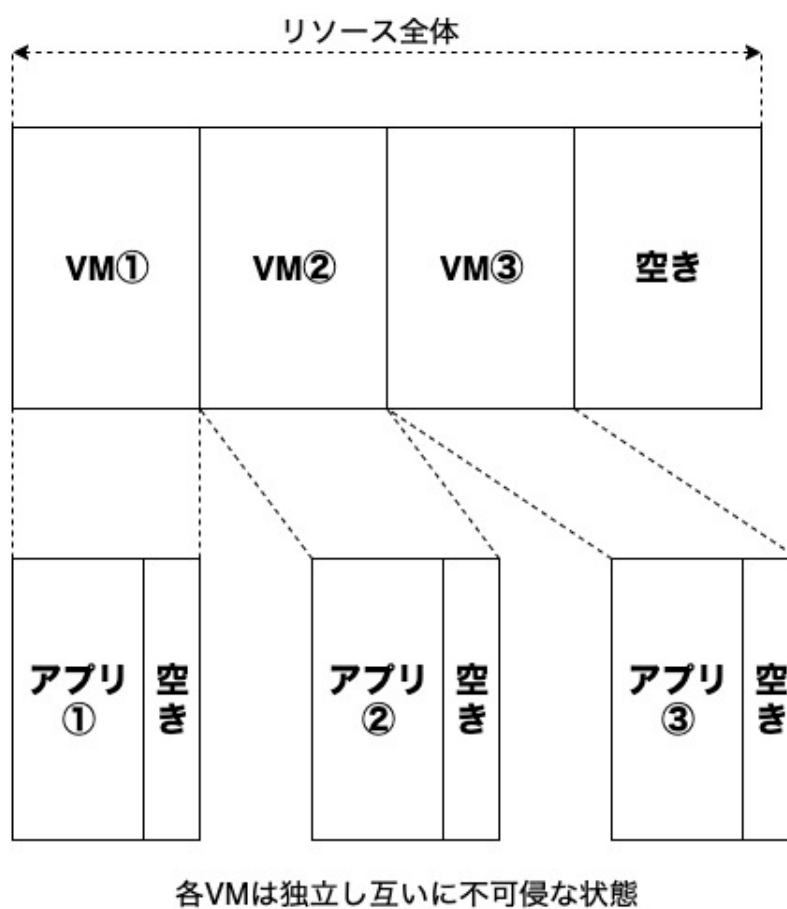 リソース全体
VM①
VM②
VM③
空き
アプリ
①
空
き
アプリ
②
空
き
アプリ
③
空
き
各VMは独立し互いに不可侵な状態